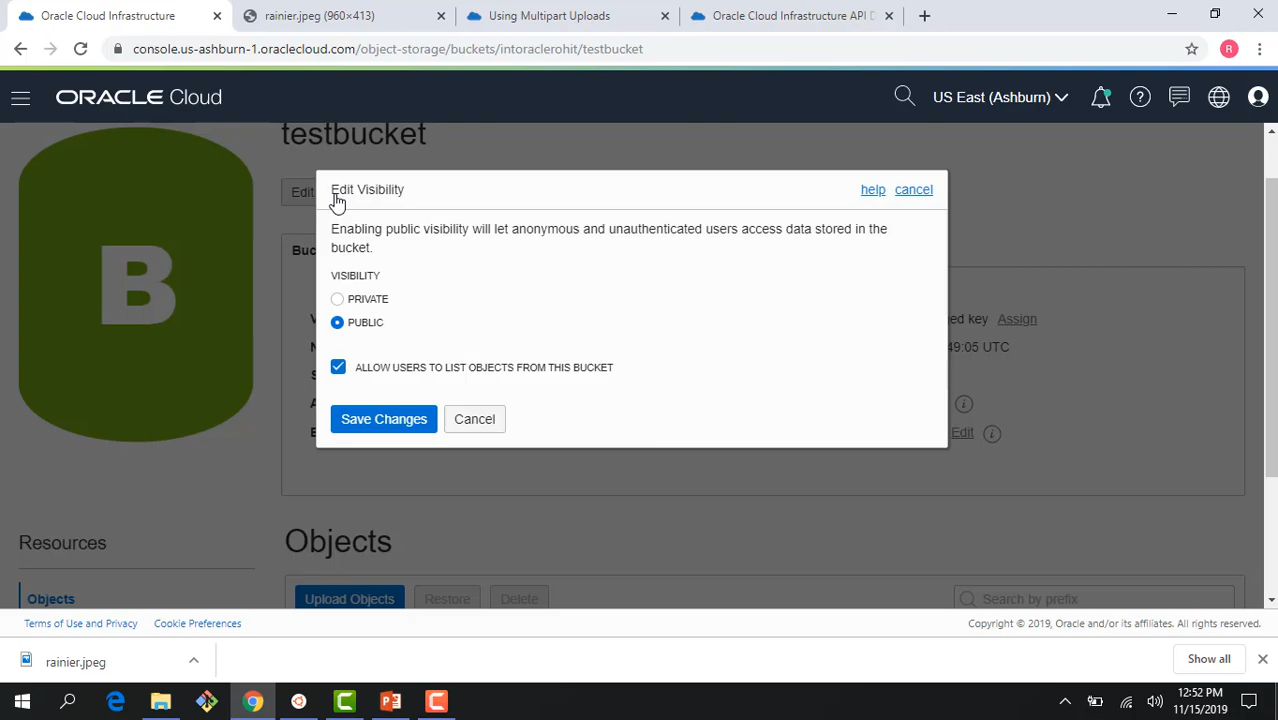 Oracle Cloud Infrastructure
rainier.jpeg (960×413)
Using Multipart Uploads
Oracle Cloud Infrastructure API D
console.us-ashburn-1.oraclecloud.com/object-storage/buckets/intoraclerohit/testbucket
R
ORACLE Cloud
US East (Ashburn)
testbucket
B
Edit
Edit Visibility
help
cancel
Enabling public visibility will let anonymous and unauthenticated users access data stored in the
bucket.
VISIBILITY
PRIVATE
PUBLIC
ALLOW USERS TO LIST OBJECTS FROM THIS BUCKET
Save Changes
Cancel
ed key Assign
49:05 UTC
Edit
Resources
Objects
Objects
Upload Objects
Restore
Delete
Search by prefix
Terms of Use and Privacy
Cookie Preferences
Copyright © 2019, Oracle and/or its affiliates. All rights reserved.
rainier.jpeg
Show all
12:52 PM
11/15/2019